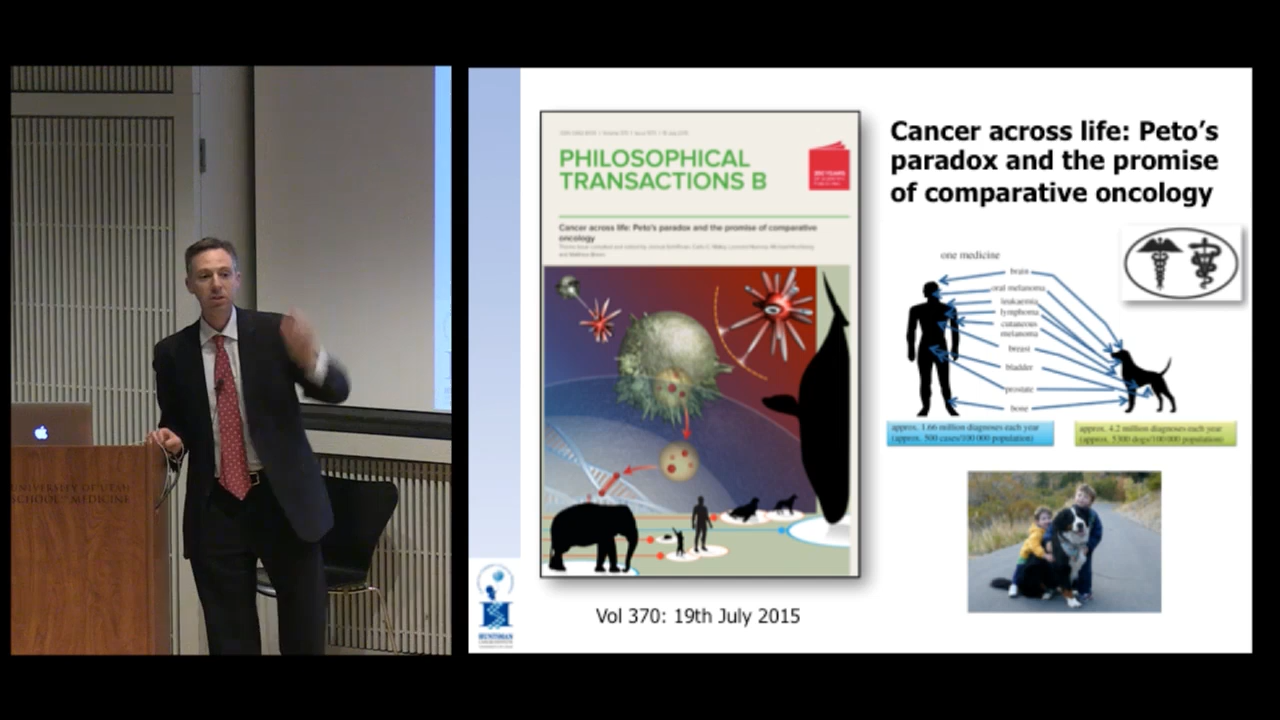 UNIVERSITY OF UTAH
SCHOOL OF MEDICINE
PHILOSOPHICAL
TRANSACTIONS B
350 YEARS
Cancer across life: Peto's paradox and the promise of comparative
oncology
Vol 370: 19th July 2015
Cancer across life: Peto's
paradox and the promise
of comparative oncology
one medicine
brain
oral melanoma
leukaemia
lymphoma
cutaneous
melanoma
breast
bladder
prostate
bone
approx. 1.66 million diagnoses each year
(approx. 500 cases/100 000 population)
approx. 4.2 million diagnoses each year
(approx. 5300 dogs/100 000 population)
HUNTSMAN